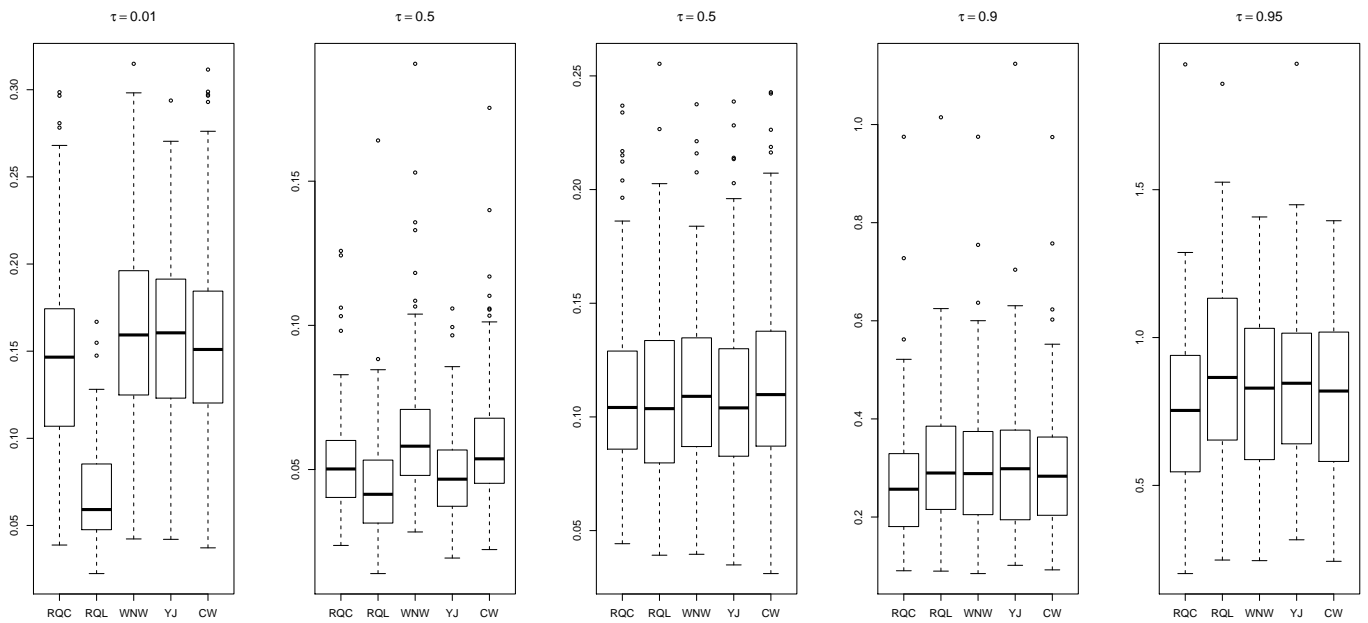 τ = 0.01
0.05
0.10
0.15
0.20
0.25
0.30
RQC RQL WNW YJ CW
τ = 0.5
0.05
0.10
0.15
RQC RQL WNW YJ CW
τ = 0.5
0.05
0.10
0.15
0.20
0.25
RQC RQL WNW YJ CW
τ = 0.9
0.2
0.4
0.6
0.8
1.0
RQC RQL WNW YJ CW
τ = 0.95
0.5
1.0
1.5
RQC RQL WNW YJ CW